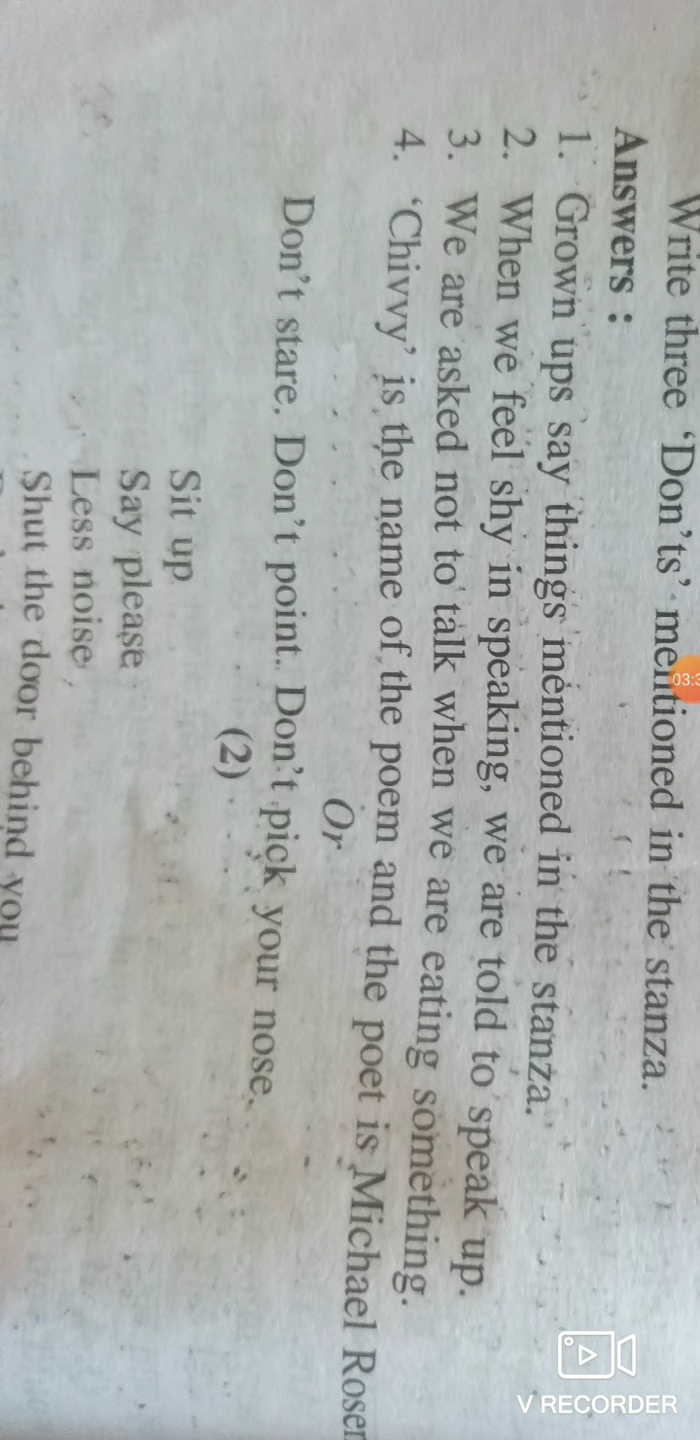 Write three 'Don'ts' mentioned in the stanza.
Answers :
1. Grown ups say things mentioned in the stanza.
2. When we feel shy in speaking, we are told to speak up.
3. We are asked not to talk when we are eating something.
4. 'Chivvy' is the name of the poem and the poet is Michael Rosen
Or
Don't stare. Don't point. Don't pick your nose.
(2)
Sit up
Say please
Less noise
Shut the door behind you
03:3
V RECORDER